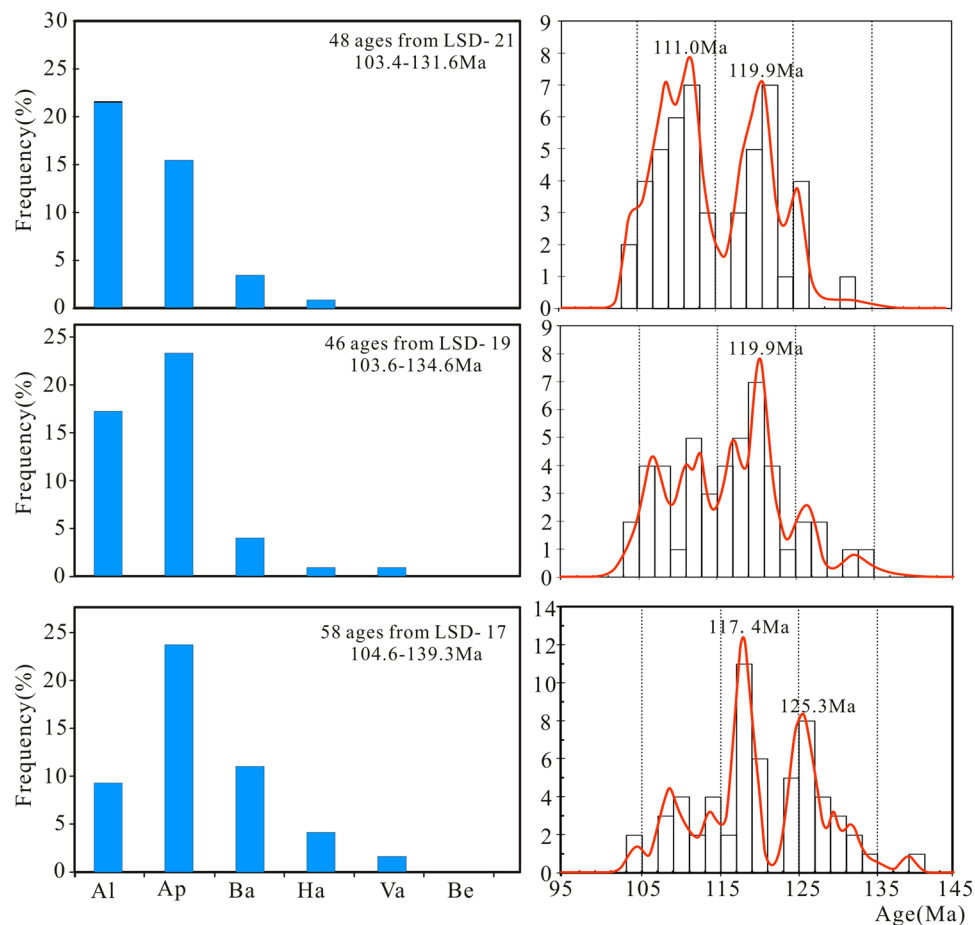 Frequency(%)
30
25
20
15
10
5
0
48 ages from LSD- 21
103.4-131.6Ma
9
8
7
6
5
4
3
2
1
0
111.0Ma
119.9Ma
Frequency(%)
25
20
15
10
5
0
46 ages from LSD- 19
103.6-134.6Ma
9
8
7
6
5
4
3
2
1
0
119.9Ma
Frequency(%)
25
20
15
10
5
0
58 ages from LSD- 17
104.6-139.3Ma
Al Ap Ba Ha Va Be
14
12
10
8
6
4
2
0
117. 4Ma
125.3Ma
95 105 115 125 135 145
Age(Ma)